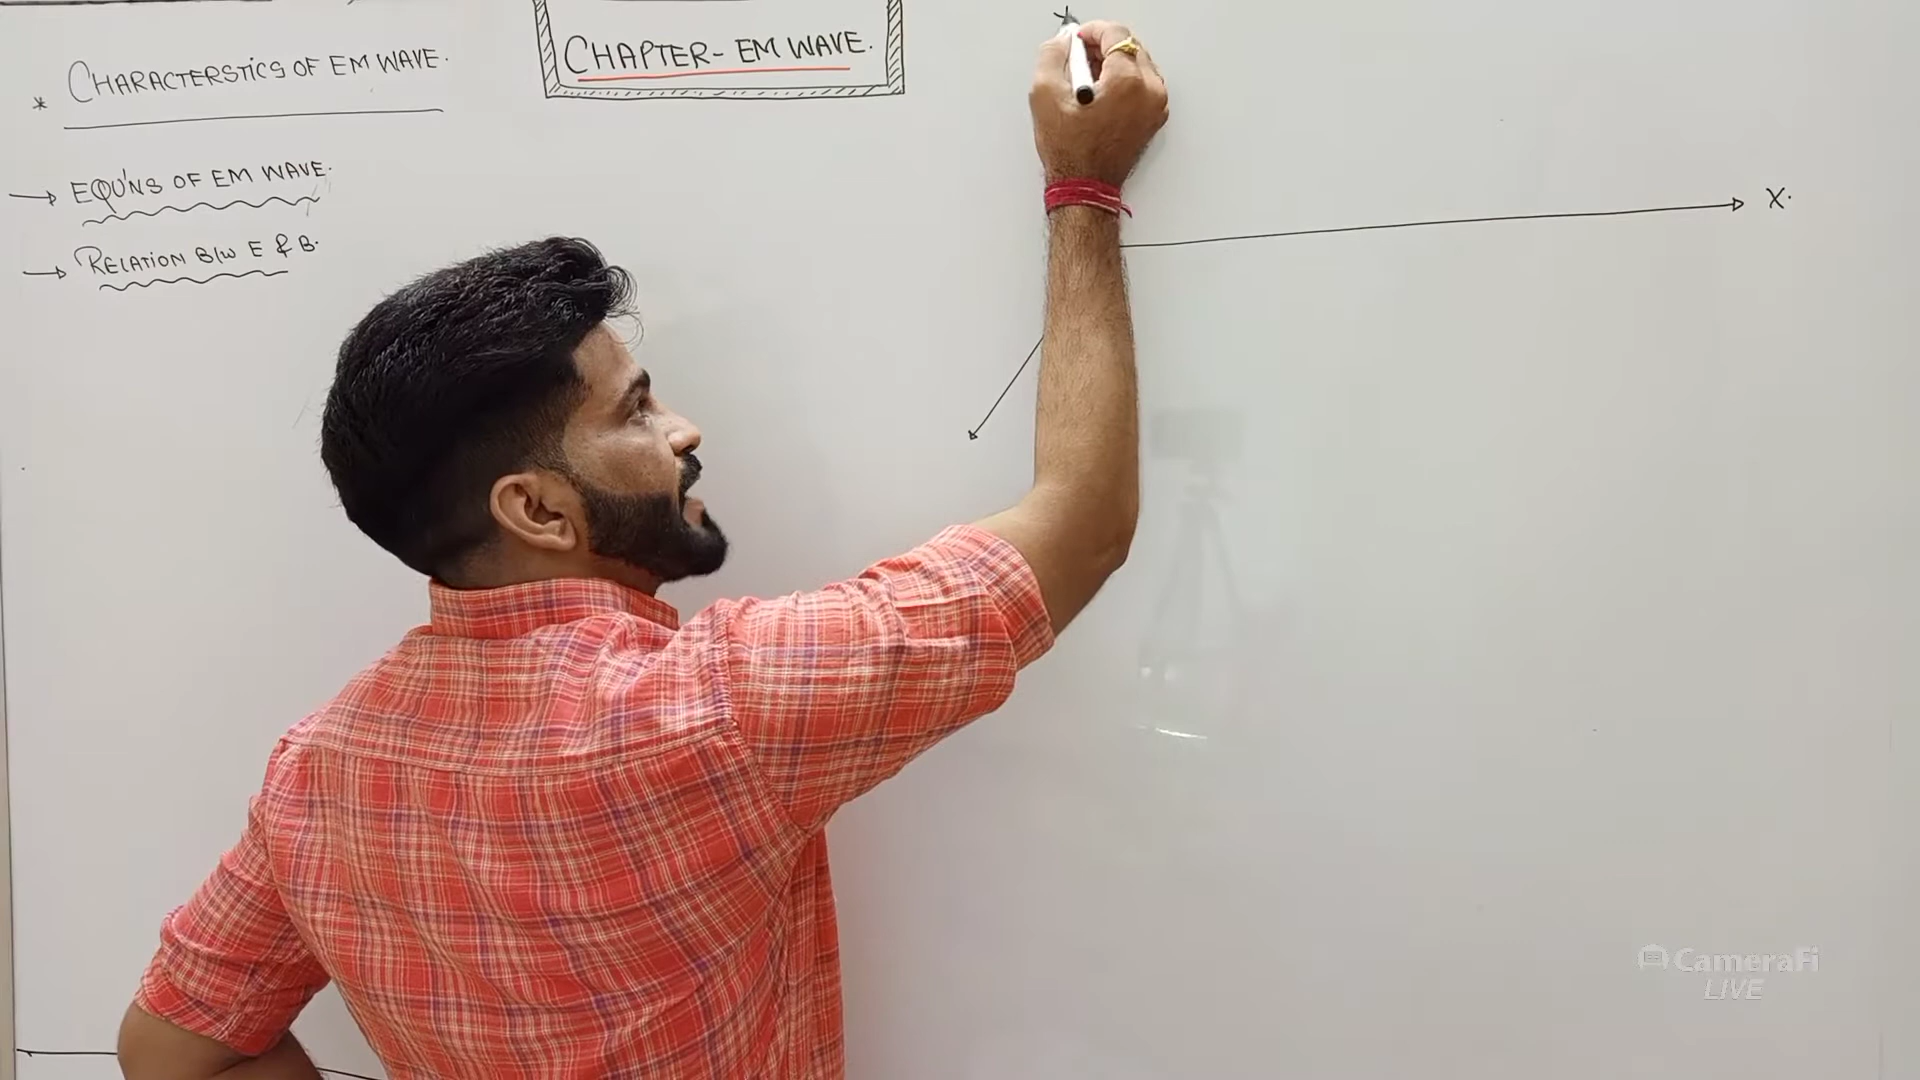 CHAPTER- EM WAVE.
* CHARACTERSTICS OF EM WAVE.
→ EQU'NS OF EM WAVE.
→ RELATION B/W E & B.
X.
CameraFi
LIVE